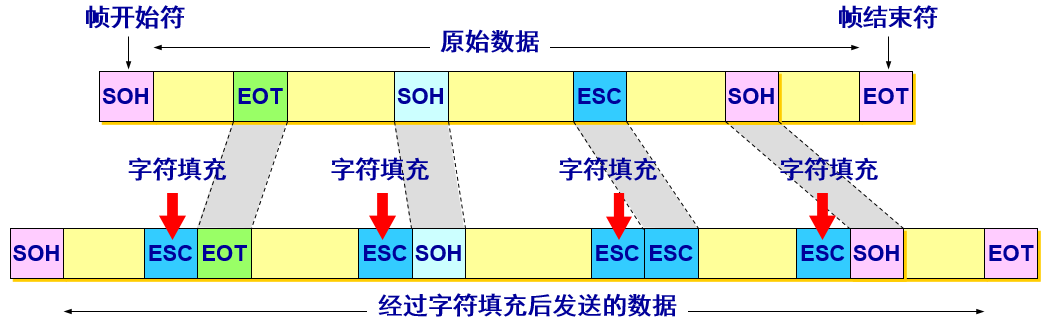 帧开始符 帧结束符
原始数据
SOH EOT SOH ESC SOH EOT
字符填充 字符填充 字符填充 字符填充
SOH ESC EOT ESC SOH ESC ESC ESC SOH EOT
经过字符填充后发送的数据